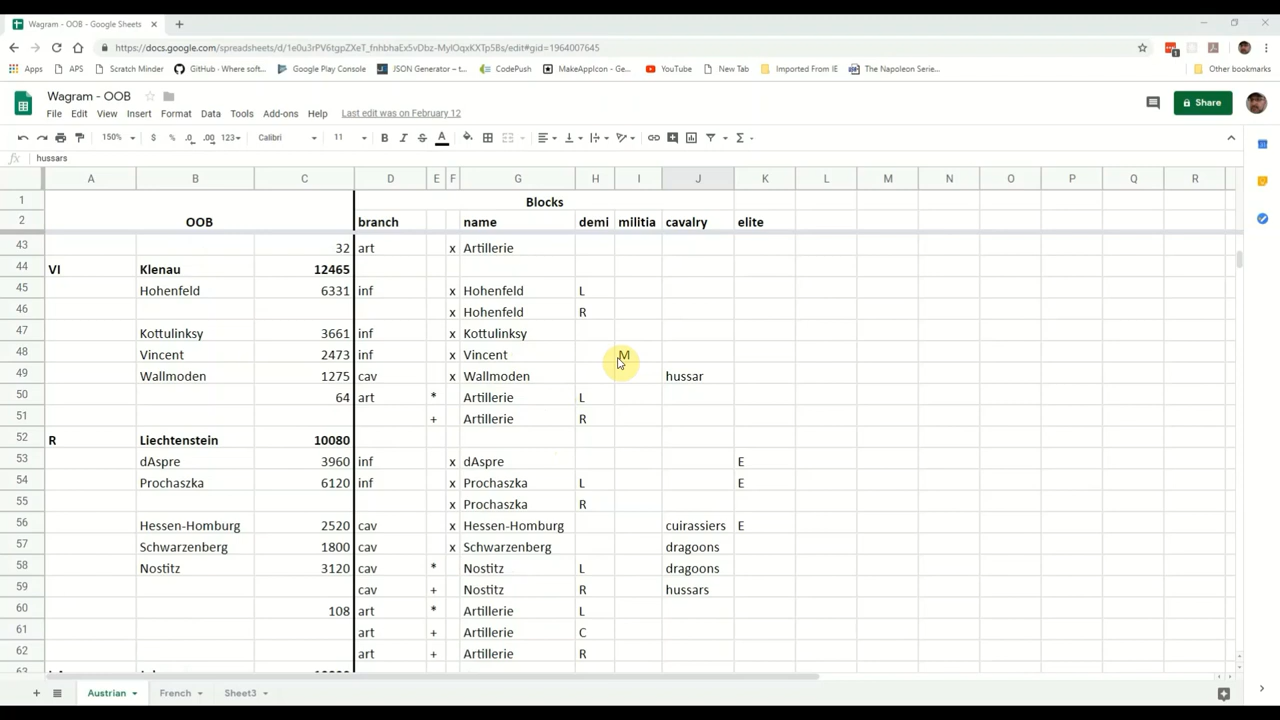 Wagram - OOB - Google Sheets
https://docs.google.com/spreadsheets/d/1e0u3rPV6tgpZXeT_fnhbhaEx5vDbz-MyIOqxKXTp5Bs/edit#gid=1964007645
Apps APS Scratch Minder GitHub · Where soft... Google Play Console JSON Generator – t... CodePush MakeAppIcon - Ge... YouTube New Tab Imported From IE The Napoleon Serie... Other bookmarks
Wagram - OOB
Share
File Edit View Insert Format Data Tools Add-ons Help Last edit was on February 12
150% $ % .0 .00 123 Calibri 11 B I S A
fx hussars
A B C D E F G H I J K L M N O P Q R
1 Blocks
2 OOB branch name demi militia cavalry elite
43 32 art x Artillerie
44 VI Klenau 12465
45 Hohenfeld 6331 inf x Hohenfeld L
46 x Hohenfeld R
47 Kottulinksy 3661 inf x Kottulinksy
48 Vincent 2473 inf x Vincent M
49 Wallmoden 1275 cav x Wallmoden hussar
50 64 art * Artillerie L
51 + Artillerie R
52 R Liechtenstein 10080
53 dAspre 3960 inf x dAspre E
54 Prochaszka 6120 inf x Prochaszka L E
55 x Prochaszka R
56 Hessen-Homburg 2520 cav x Hessen-Homburg cuirassiers E
57 Schwarzenberg 1800 cav x Schwarzenberg dragoons
58 Nostitz 3120 cav * Nostitz L dragoons
59 cav + Nostitz R hussars
60 108 art * Artillerie L
61 art + Artillerie C
62 art + Artillerie R
63
Austrian French Sheet3